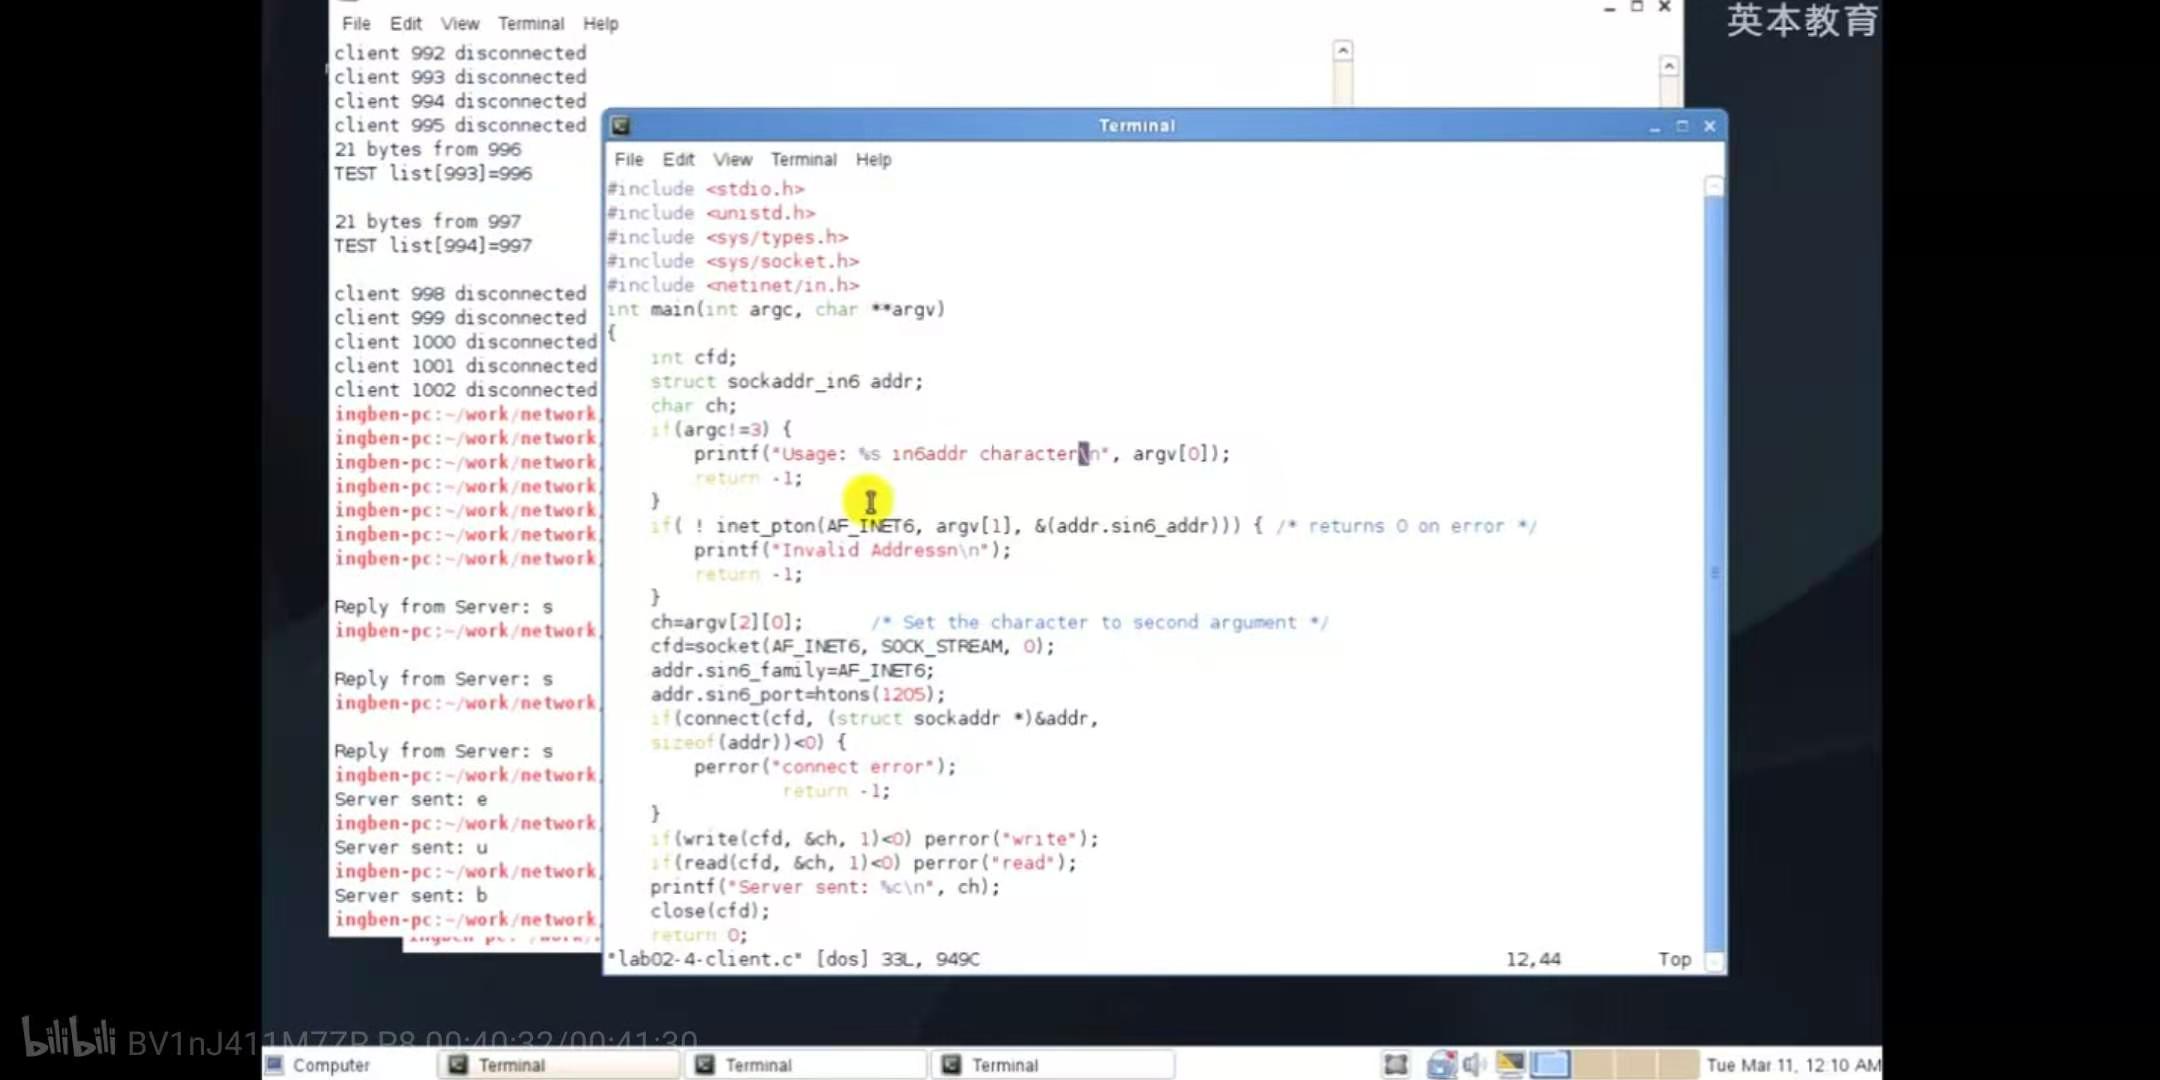 英本教育
File Edit View Terminal Help
client 992 disconnected
client 993 disconnected
client 994 disconnected
client 995 disconnected
21 bytes from 996
TEST list[993]=996
21 bytes from 997
TEST list[994]=997
client 998 disconnected
client 999 disconnected
client 1000 disconnected
client 1001 disconnected
client 1002 disconnected
ingben-pc:~/work/network
ingben-pc:~/work/network
ingben-pc:~/work/network
ingben-pc:~/work/network
ingben-pc:~/work/network
ingben-pc:~/work/network
ingben-pc:~/work/network
Reply from Server: s
ingben-pc:~/work/network
Reply from Server: s
ingben-pc:~/work/network
Reply from Server: s
ingben-pc:~/work/network
Server sent: e
ingben-pc:~/work/network
Server sent: u
ingben-pc:~/work/network
Server sent: b
ingben-pc:~/work/network
Terminal
File Edit View Terminal Help
#include <stdio.h>
#include <unistd.h>
#include <sys/types.h>
#include <sys/socket.h>
#include <netinet/in.h>
int main(int argc, char **argv)
{
    int cfd;
    struct sockaddr_in6 addr;
    char ch;
    if(argc!=3) {
        printf("Usage: %s in6addr character\n", argv[0]);
        return -1;
    }
    if( ! inet_pton(AF_INET6, argv[1], &(addr.sin6_addr))) { /* returns 0 on error */
        printf("Invalid Addressn\n");
        return -1;
    }
    ch=argv[2][0];      /* Set the character to second argument */
    cfd=socket(AF_INET6, SOCK_STREAM, 0);
    addr.sin6_family=AF_INET6;
    addr.sin6_port=htons(1205);
    if(connect(cfd, (struct sockaddr *)&addr,
    sizeof(addr))<0) {
        perror("connect error");
                return -1;
    }
    if(write(cfd, &ch, 1)<0) perror("write");
    if(read(cfd, &ch, 1)<0) perror("read");
    printf("Server sent: %c\n", ch);
    close(cfd);
    return 0;
"lab02-4-client.c" [dos] 33L, 949C 12,44 Top
bilibili BV1nJ411M7ZR P8 00:40:32/00:41:30
Computer Terminal Terminal Terminal Tue Mar 11, 12:10 AM